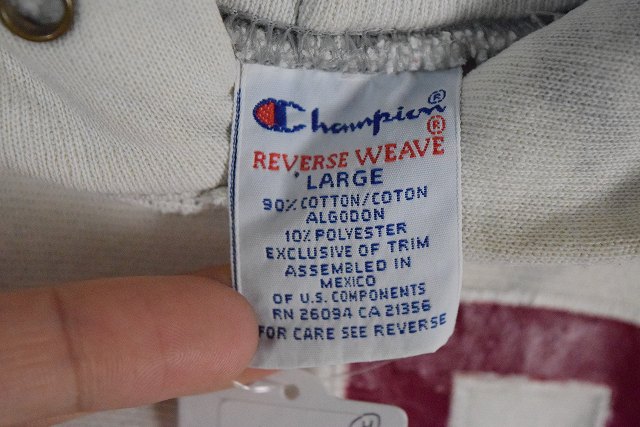 Champion®
REVERSE WEAVE®
LARGE
90% COTTON/COTON
ALGODON
10% POLYESTER
EXCLUSIVE OF TRIM
ASSEMBLED IN
MEXICO
OF U.S. COMPONENTS
RN 26094 CA 21356
FOR CARE SEE REVERSE
H